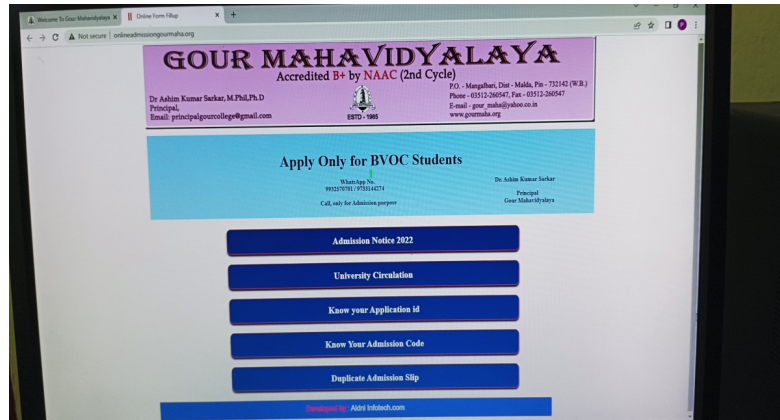 Welcome To Gour Mahavidyalaya
Online Form Fillup
Not secure | onlineadmissiongourmaha.org
GOUR MAHAVIDYALAYA
Accredited B+ by NAAC (2nd Cycle)
Dr Ashim Kumar Sarkar, M.Phil,Ph.D
Principal,
Email: principalgourcollege@gmail.com
ESTD - 1985
P.O. - Mangalbari, Dist - Malda, Pin - 732142 (W.B.)
Phone - 03512-260547, Fax - 03512-260547
E-mail - gour_maha@yahoo.co.in
www.gourmaha.org
Apply Only for BVOC Students
WhatsApp No.
9932570781 / 9733144274
Call, only for Admission purpose
Dr. Ashim Kumar Sarkar
Principal
Gour Mahavidyalaya
Admission Notice 2022
University Circulation
Know your Application id
Know Your Admission Code
Duplicate Admission Slip
Developed by : Aldni Infotech.com